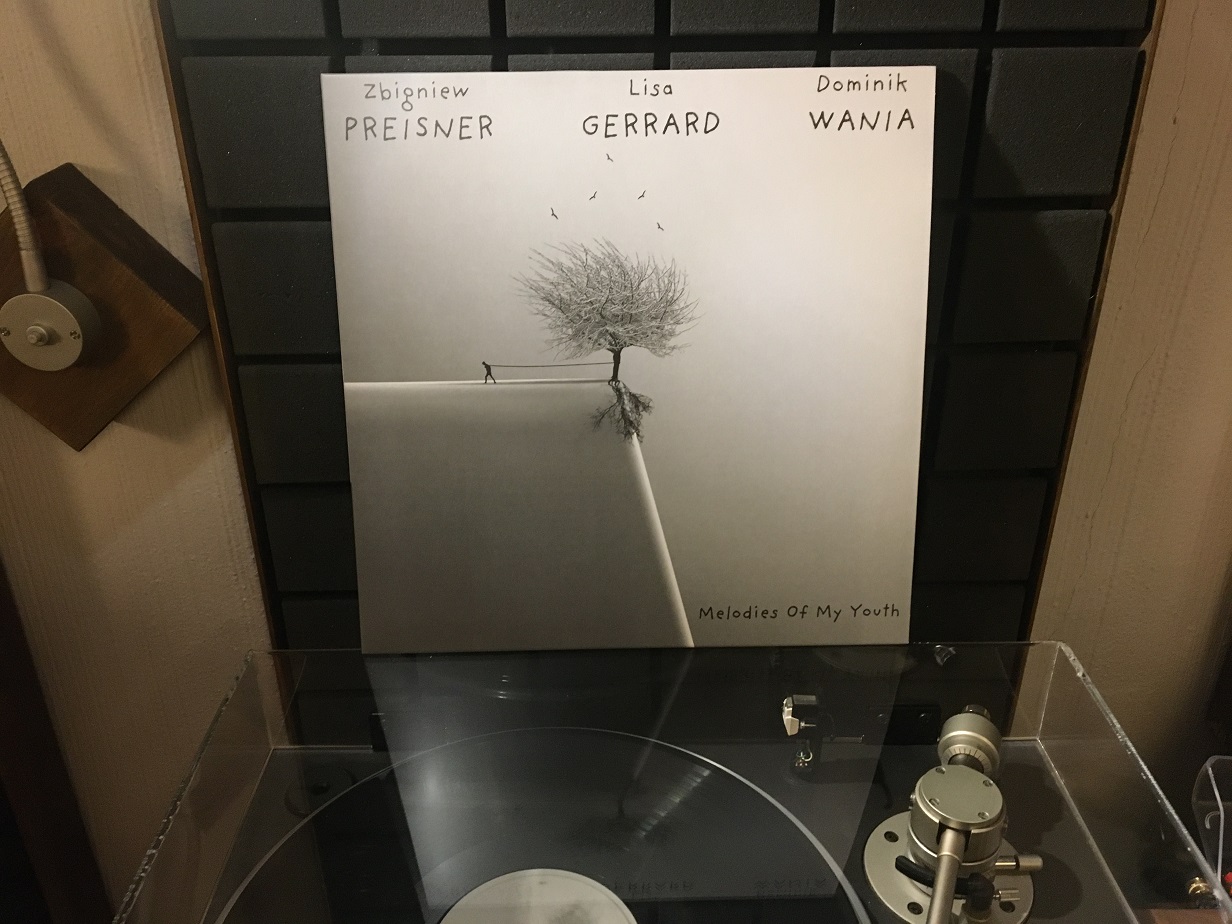 Zbigniew
PREISNER
Lisa
GERRARD
Dominik
WANIA
Melodies Of My Youth